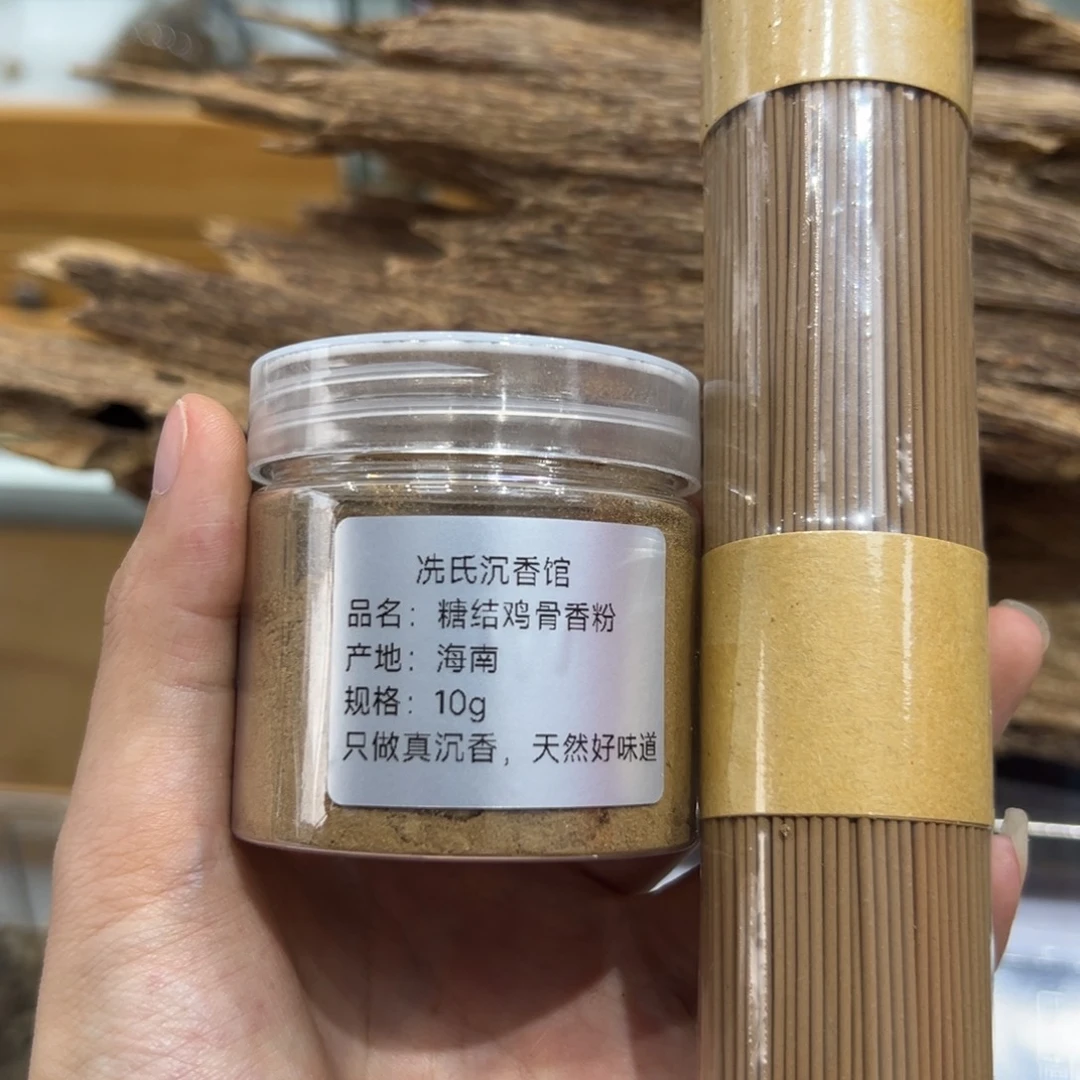 冼氏沉香馆
品名：糖结鸡骨香粉
产地：海南
规格：10g
只做真沉香，天然好味道